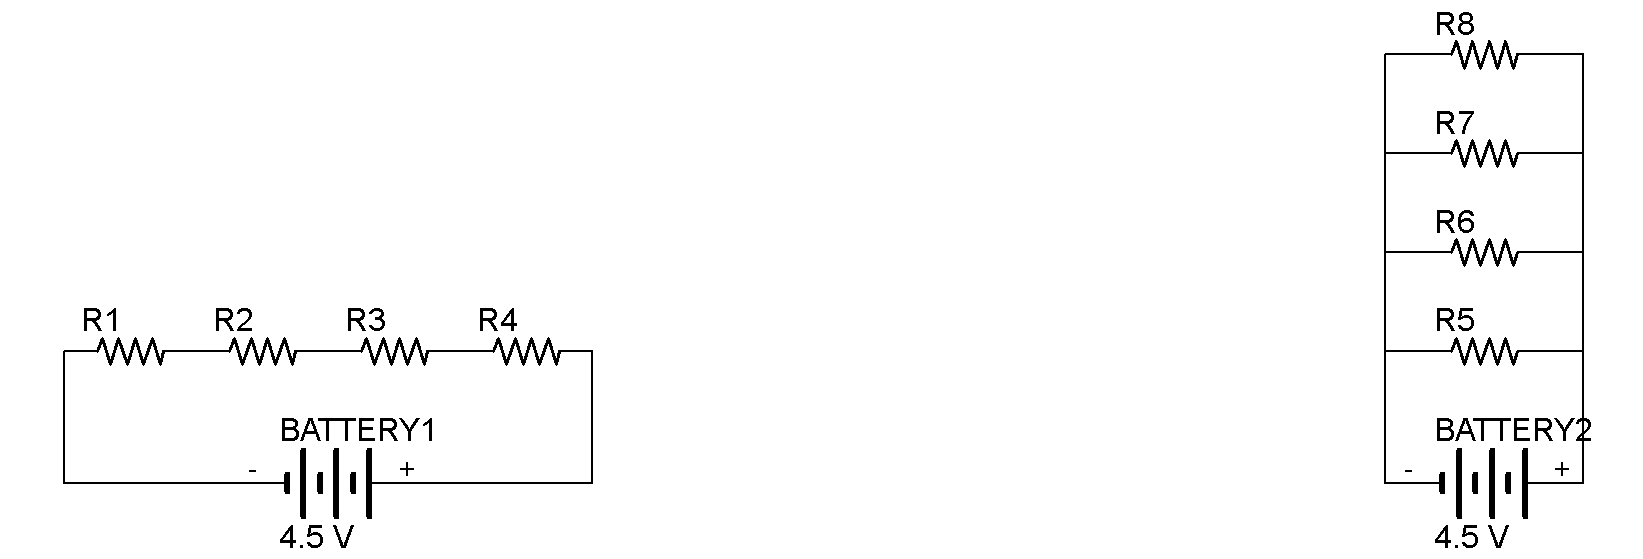 R1 R2 R3 R4
BATTERY1
- +
4.5 V
R8
R7
R6
R5
BATTERY2
- +
4.5 V